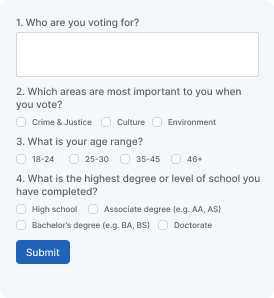 1. Who are you voting for?
2. Which areas are most important to you when
you vote?
Crime & Justice Culture Environment
3. What is your age range?
18-24 25-30 35-45 46+
4. What is the highest degree or level of school you
have completed?
High school Associate degree (e.g. AA, AS)
Bachelor's degree (e.g. BA, BS) Doctorate
Submit